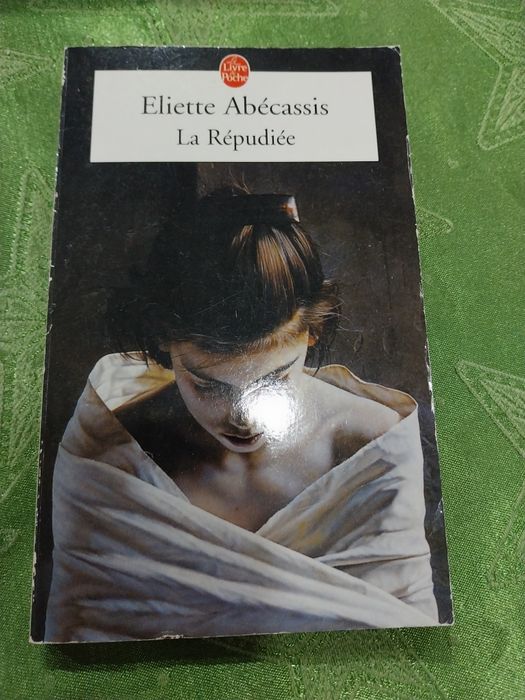 Le
Livre
de
Poche
Eliette Abécassis
La Répudiée